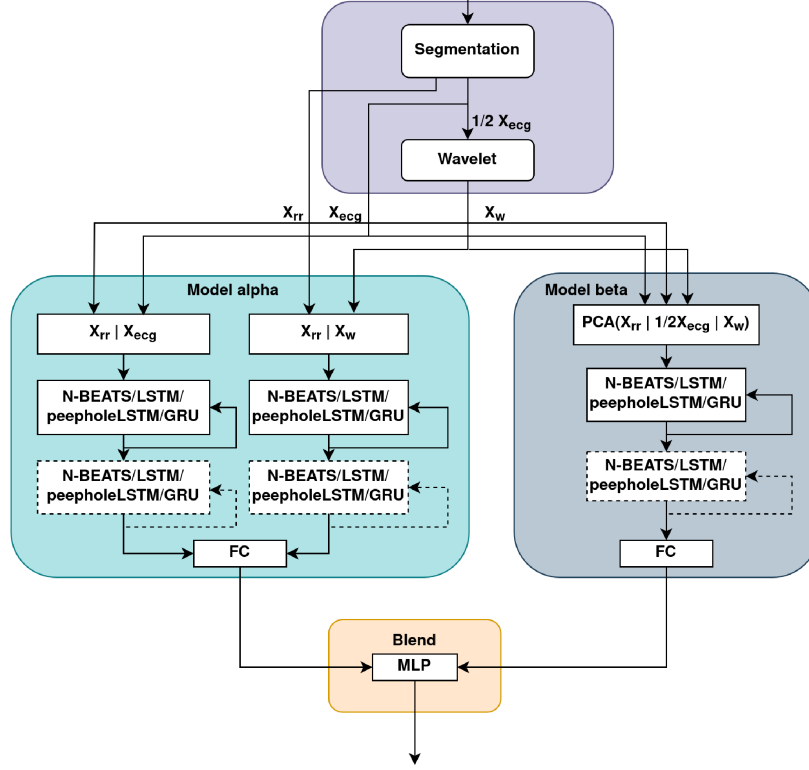 Segmentation
1/2 Xecg
Wavelet
Xrr
Xecg
Xw
Model alpha
Model beta
Xrr | Xecg
Xrr | Xw
PCA(Xrr | 1/2Xecg | Xw)
N-BEATS/LSTM/
peepholeLSTM/GRU
N-BEATS/LSTM/
peepholeLSTM/GRU
N-BEATS/LSTM/
peepholeLSTM/GRU
N-BEATS/LSTM/
peepholeLSTM/GRU
N-BEATS/LSTM/
peepholeLSTM/GRU
N-BEATS/LSTM/
peepholeLSTM/GRU
FC
FC
Blend
MLP